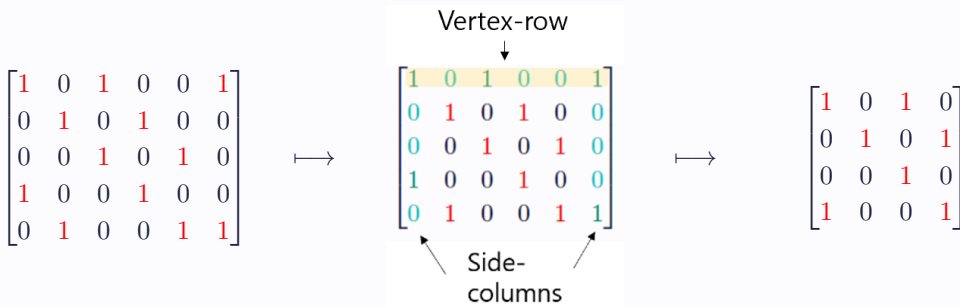 Vertex-row
1 0 1 0 0 1
0 1 0 1 0 0
0 0 1 0 1 0
1 0 0 1 0 0
0 1 0 0 1 1
⟼
1 0 1 0 0 1
0 1 0 1 0 0
0 0 1 0 1 0
1 0 0 1 0 0
0 1 0 0 1 1
⟼
1 0 1 0
0 1 0 1
0 0 1 0
1 0 0 1
Side-
columns